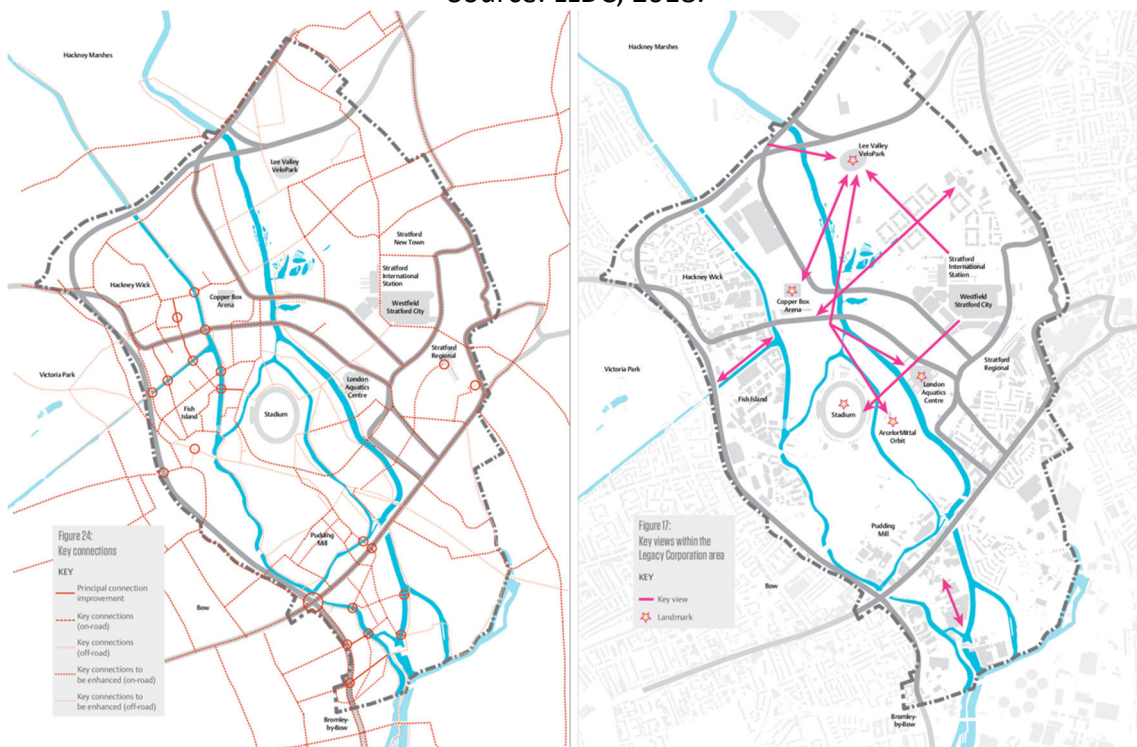 Source: LLDC, 2018.
Hackney Marshes
Lee Valley
VeloPark
Stratford
New Town
Stratford
International
Station
Hackney Wick
Copper Box
Arena
Westfield
Stratford City
Stratford
Regional
Victoria Park
Fish
Island
Stadium
London
Aquatics
Centre
Pudding
Mill
Bow
Bromley-
by-Bow
Figure 24:
Key connections
KEY
Principal connection
improvement
Key connections
(on-road)
Key connections
(off-road)
Key connections to
be enhanced (on-road)
Key connections to
be enhanced (off-road)
Hackney Marshes
Lee Valley
VeloPark
Stratford
International
Station
Hackney Wick
Copper Box
Arena
Westfield
Stratford City
Stratford
Regional
Victoria Park
Fish Island
Stadium
London
Aquatics
Centre
ArcelorMittal
Orbit
Pudding
Mill
Bow
Bromley-
by-Bow
Figure 17:
Key views within the
Legacy Corporation area
KEY
Key view
Landmark